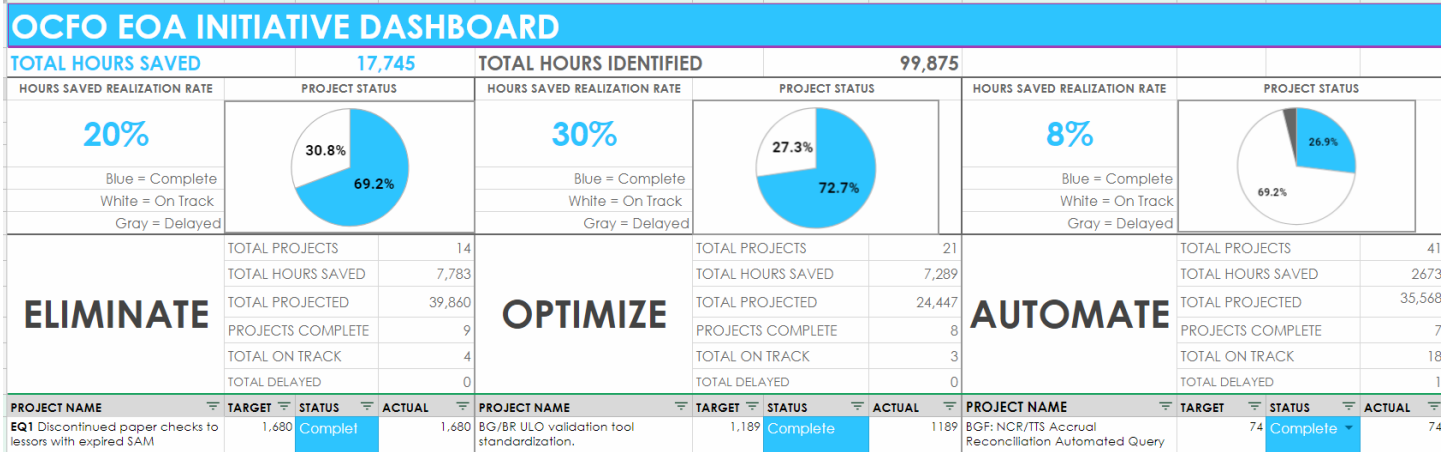 OCFO EOA INITIATIVE DASHBOARD
TOTAL HOURS SAVED 17,745 TOTAL HOURS IDENTIFIED 99,875
HOURS SAVED REALIZATION RATE PROJECT STATUS HOURS SAVED REALIZATION RATE PROJECT STATUS HOURS SAVED REALIZATION RATE PROJECT STATUS
20% 30.8% 69.2% 30% 27.3% 72.7% 8% 26.9% 69.2%
Blue = Complete Blue = Complete Blue = Complete
White = On Track White = On Track White = On Track
Gray = Delayed Gray = Delayed Gray = Delayed
ELIMINATE OPTIMIZE AUTOMATE
TOTAL PROJECTS 14 TOTAL PROJECTS 21 TOTAL PROJECTS 41
TOTAL HOURS SAVED 7,783 TOTAL HOURS SAVED 7,289 TOTAL HOURS SAVED 2673
TOTAL PROJECTED 39,860 TOTAL PROJECTED 24,447 TOTAL PROJECTED 35,568
PROJECTS COMPLETE 9 PROJECTS COMPLETE 8 PROJECTS COMPLETE 7
TOTAL ON TRACK 4 TOTAL ON TRACK 3 TOTAL ON TRACK 18
TOTAL DELAYED 0 TOTAL DELAYED 0 TOTAL DELAYED 1
PROJECT NAME TARGET STATUS ACTUAL PROJECT NAME TARGET STATUS ACTUAL PROJECT NAME TARGET STATUS ACTUAL
EQ1 Discontinued paper checks to 1,680 Complet 1,680 BG/BR ULO validation tool 1,189 Complete 1189 BGF: NCR/TTS Accrual 74 Complete 74
lessors with expired SAM standardization. Reconciliation Automated Query